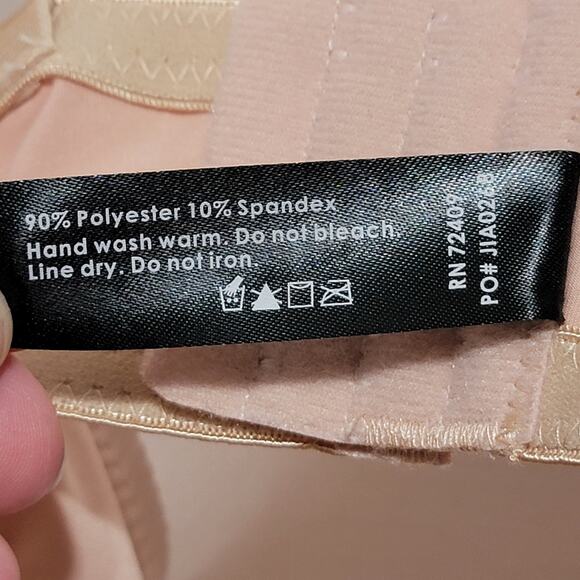 90% Polyester 10% Spandex
Hand wash warm. Do not bleach.
Line dry. Do not iron.
RN 72409
PO# JIA0268